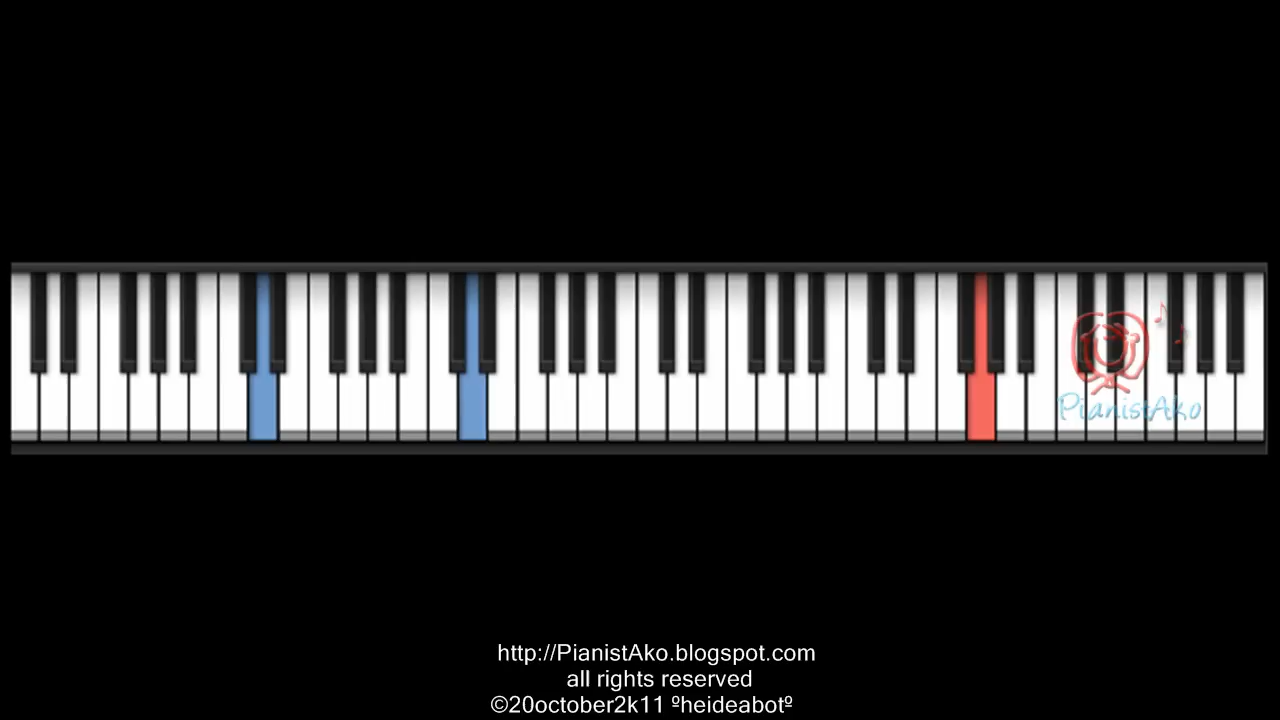 PianistAko
http://PianistAko.blogspot.com
all rights reserved
©20october2k11 ºheideabotº